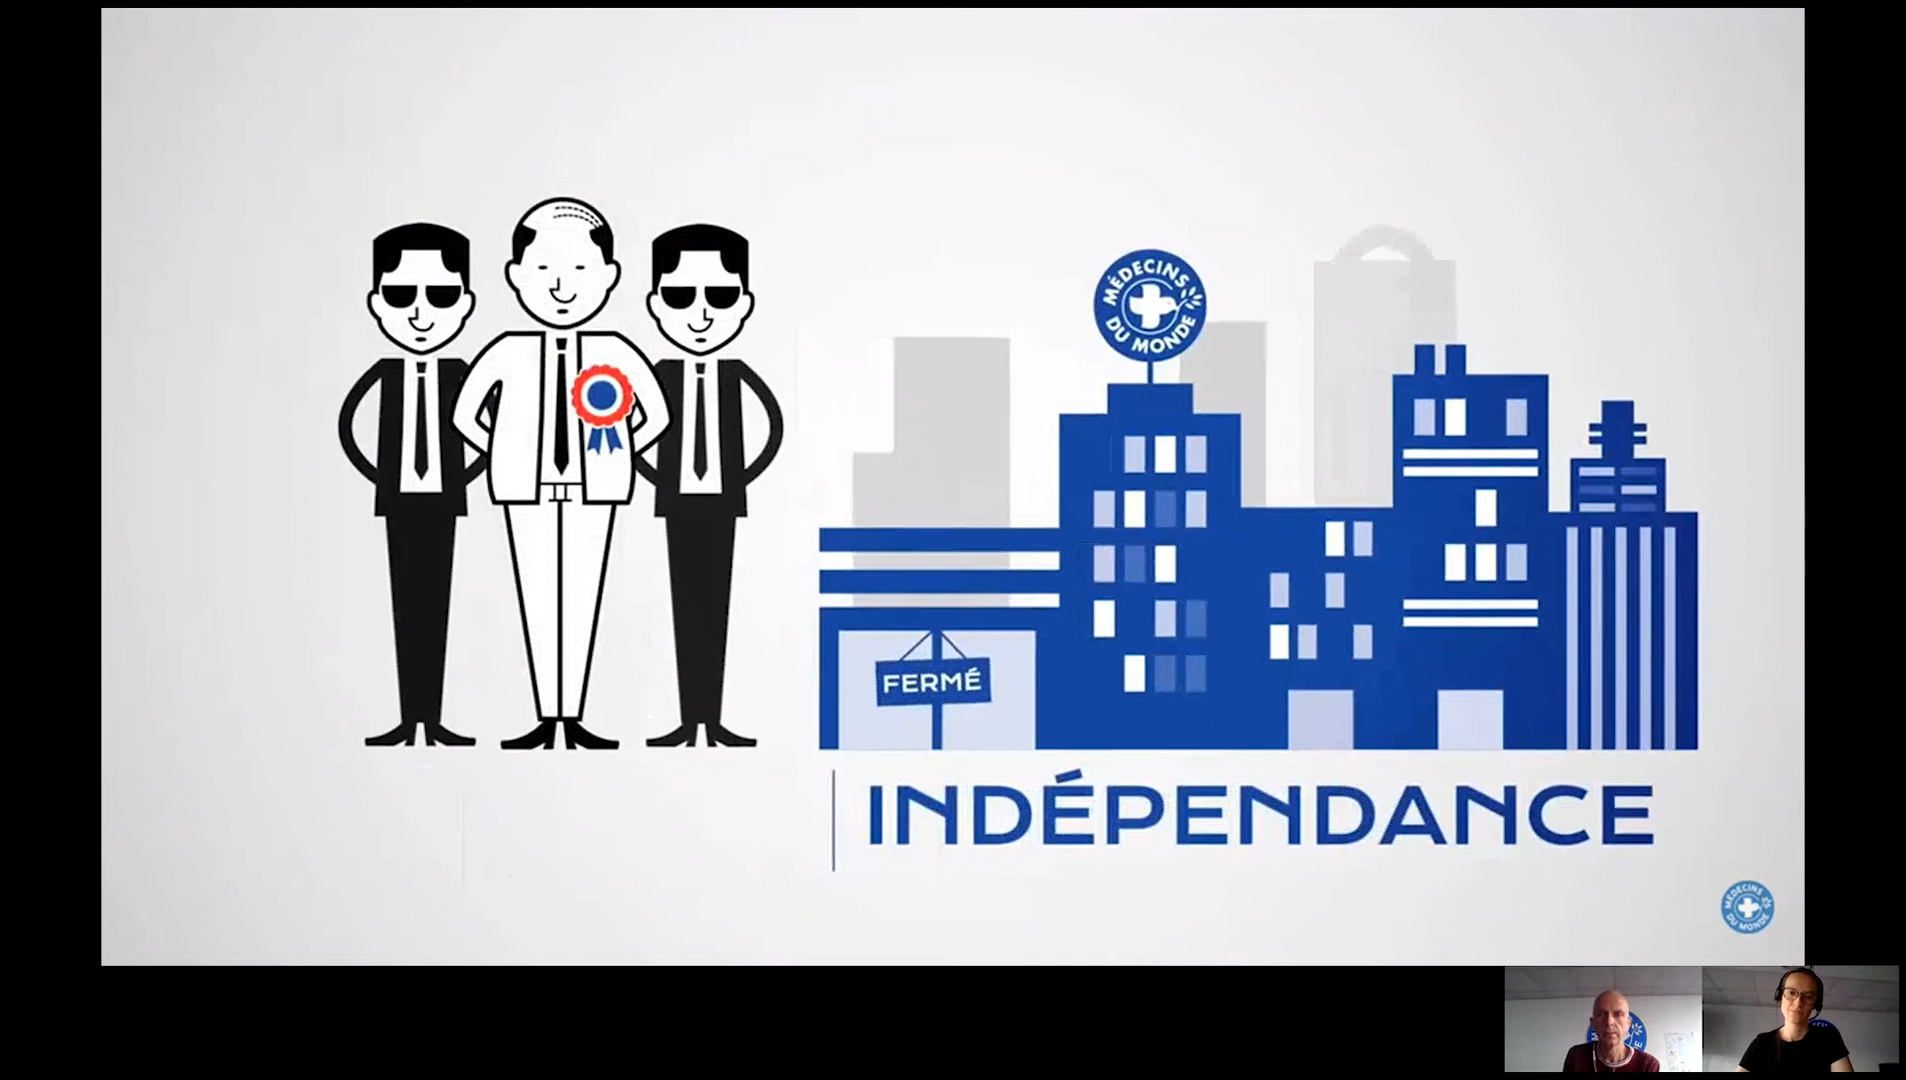 MÉDECINS
DU MONDE
FERMÉ
INDÉPENDANCE
MÉDECINS
DU MONDE